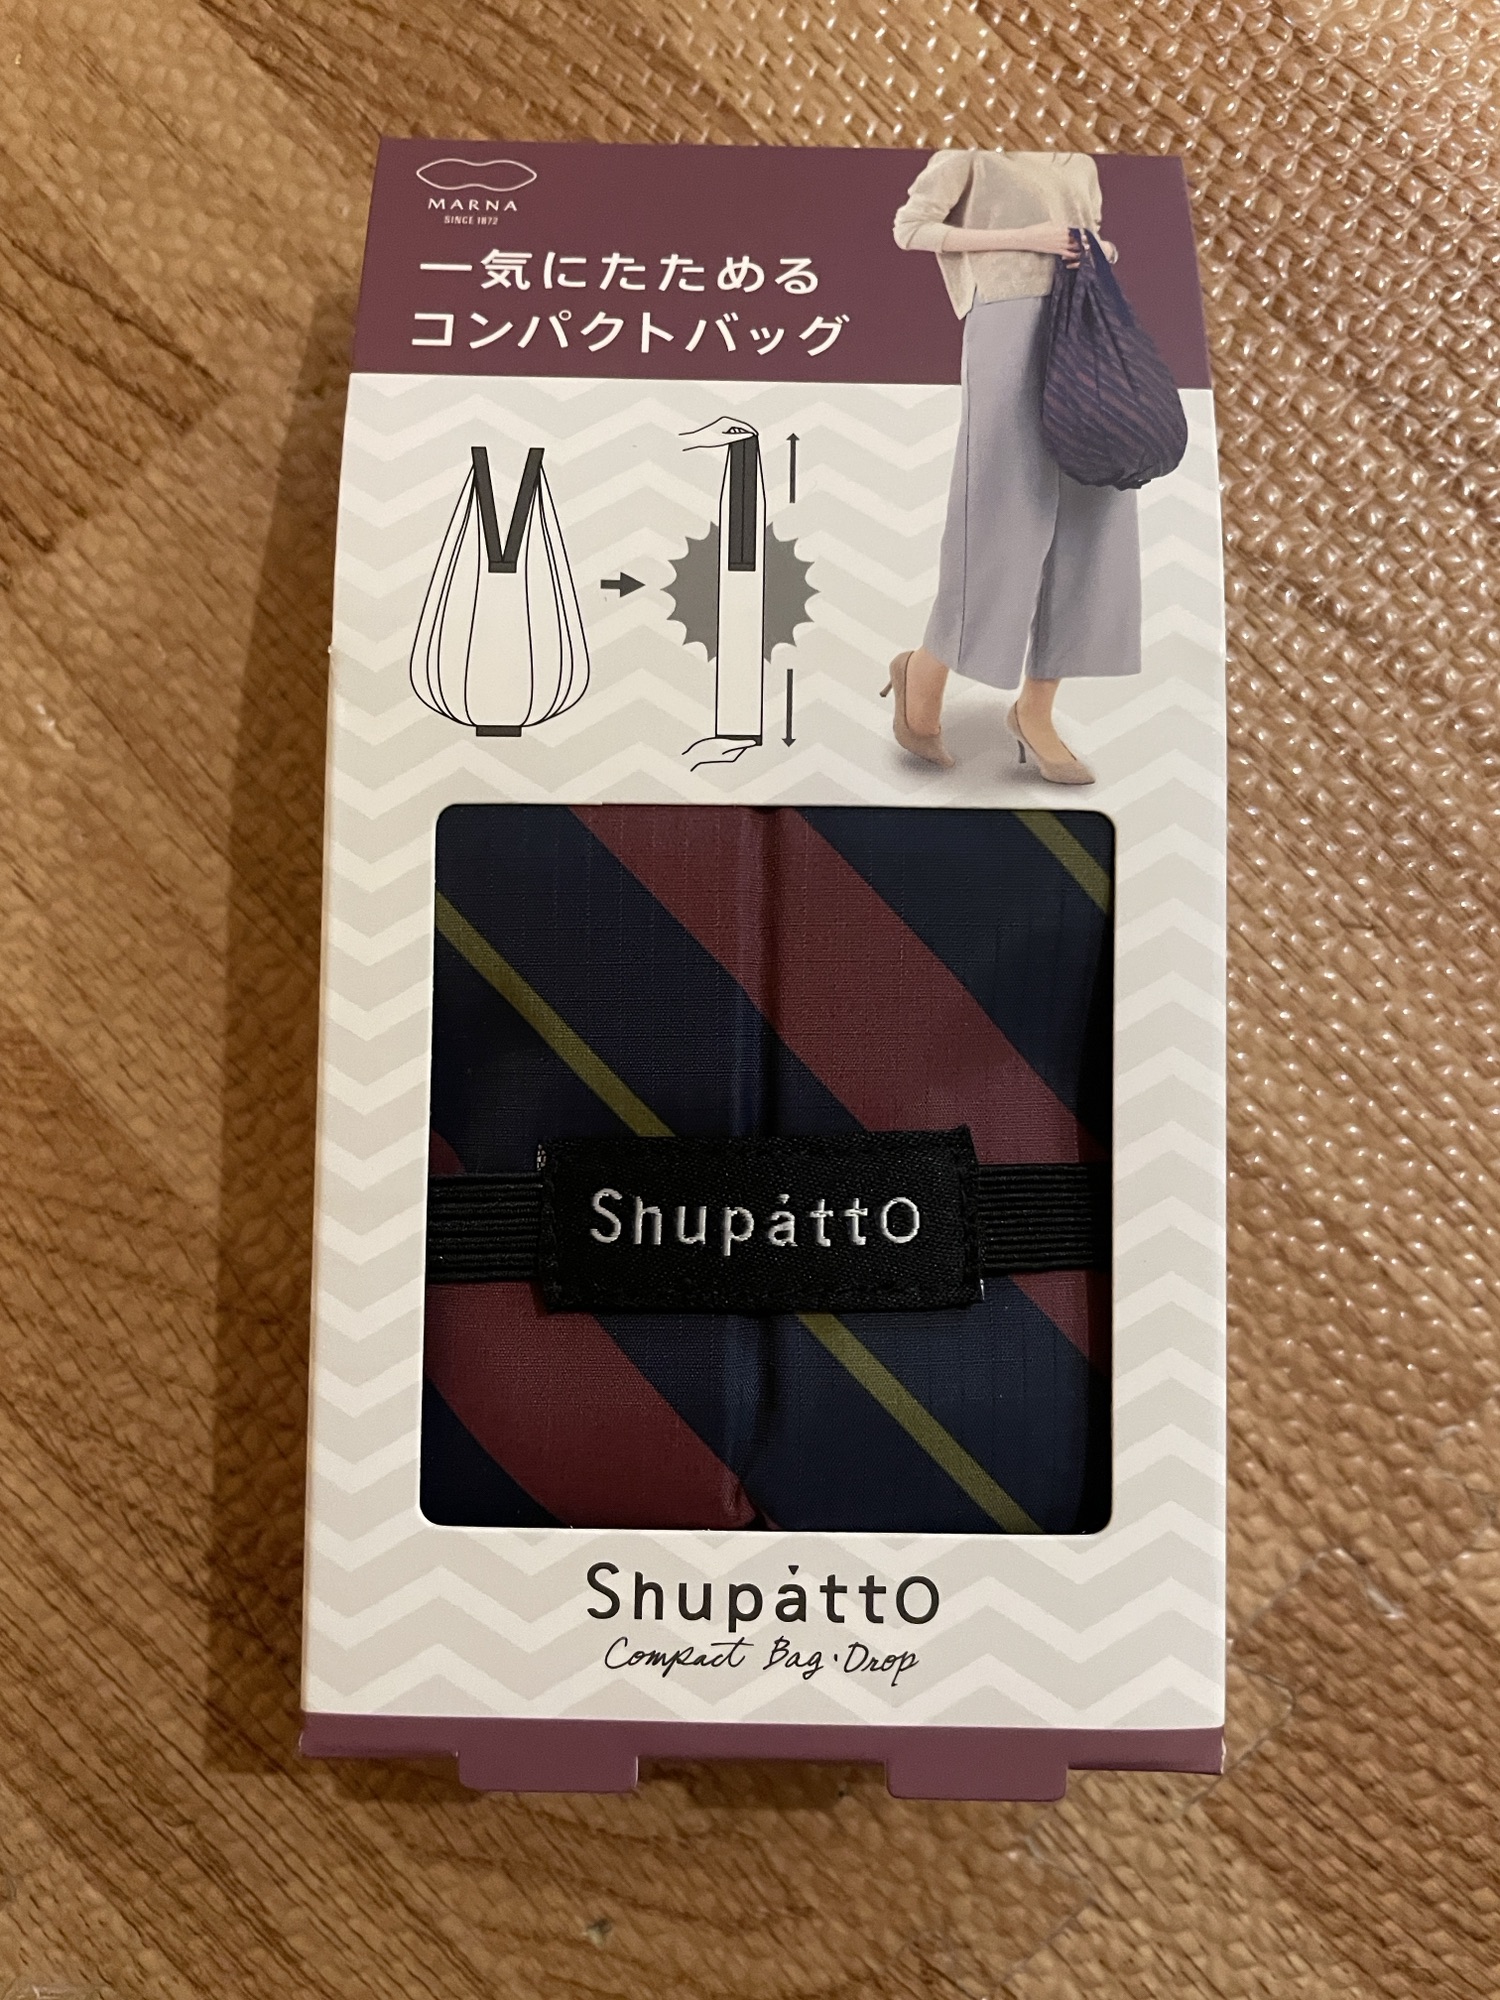 MARNA
SINCE 1872
一気にたためる
コンパクトバッグ
Shupatto
Shupatto
Compact Bag・Drop